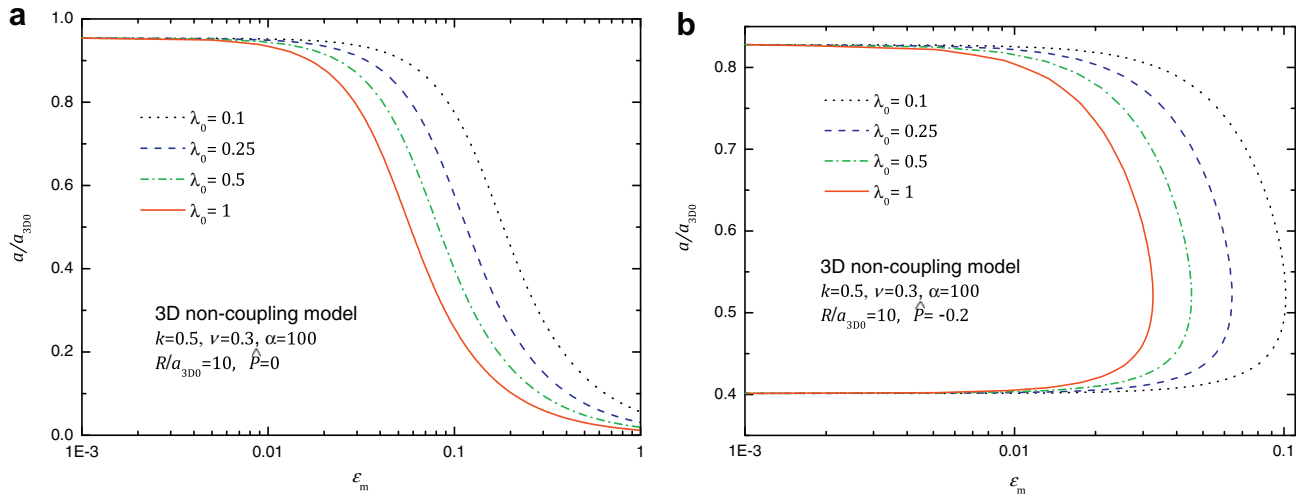 a
1.0
0.8
0.6
0.4
0.2
0.0
a/a3D0
λ0= 0.1
λ0= 0.25
λ0= 0.5
λ0= 1
3D non-coupling model
k=0.5, ν=0.3, α=100
R/a3D0=10, P̂=0
1E-3
0.01
0.1
1
εm
b
0.8
0.7
0.6
0.5
0.4
a/a3D0
λ0= 0.1
λ0= 0.25
λ0= 0.5
λ0= 1
3D non-coupling model
k=0.5, ν=0.3, α=100
R/a3D0=10, P̂= -0.2
1E-3
0.01
0.1
εm